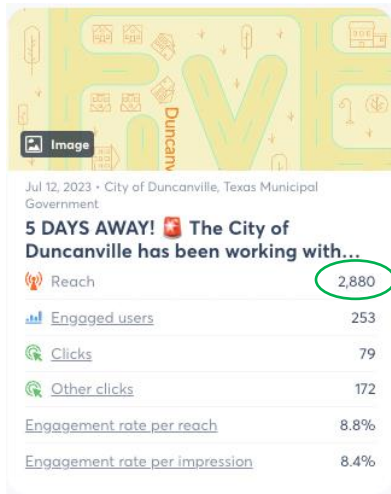 Duncanv
Image
Jul 12, 2023 • City of Duncanville, Texas Municipal
Government
5 DAYS AWAY! 🚨 The City of
Duncanville has been working with...
Reach 2,880
Engaged users 253
Clicks 79
Other clicks 172
Engagement rate per reach 8.8%
Engagement rate per impression 8.4%